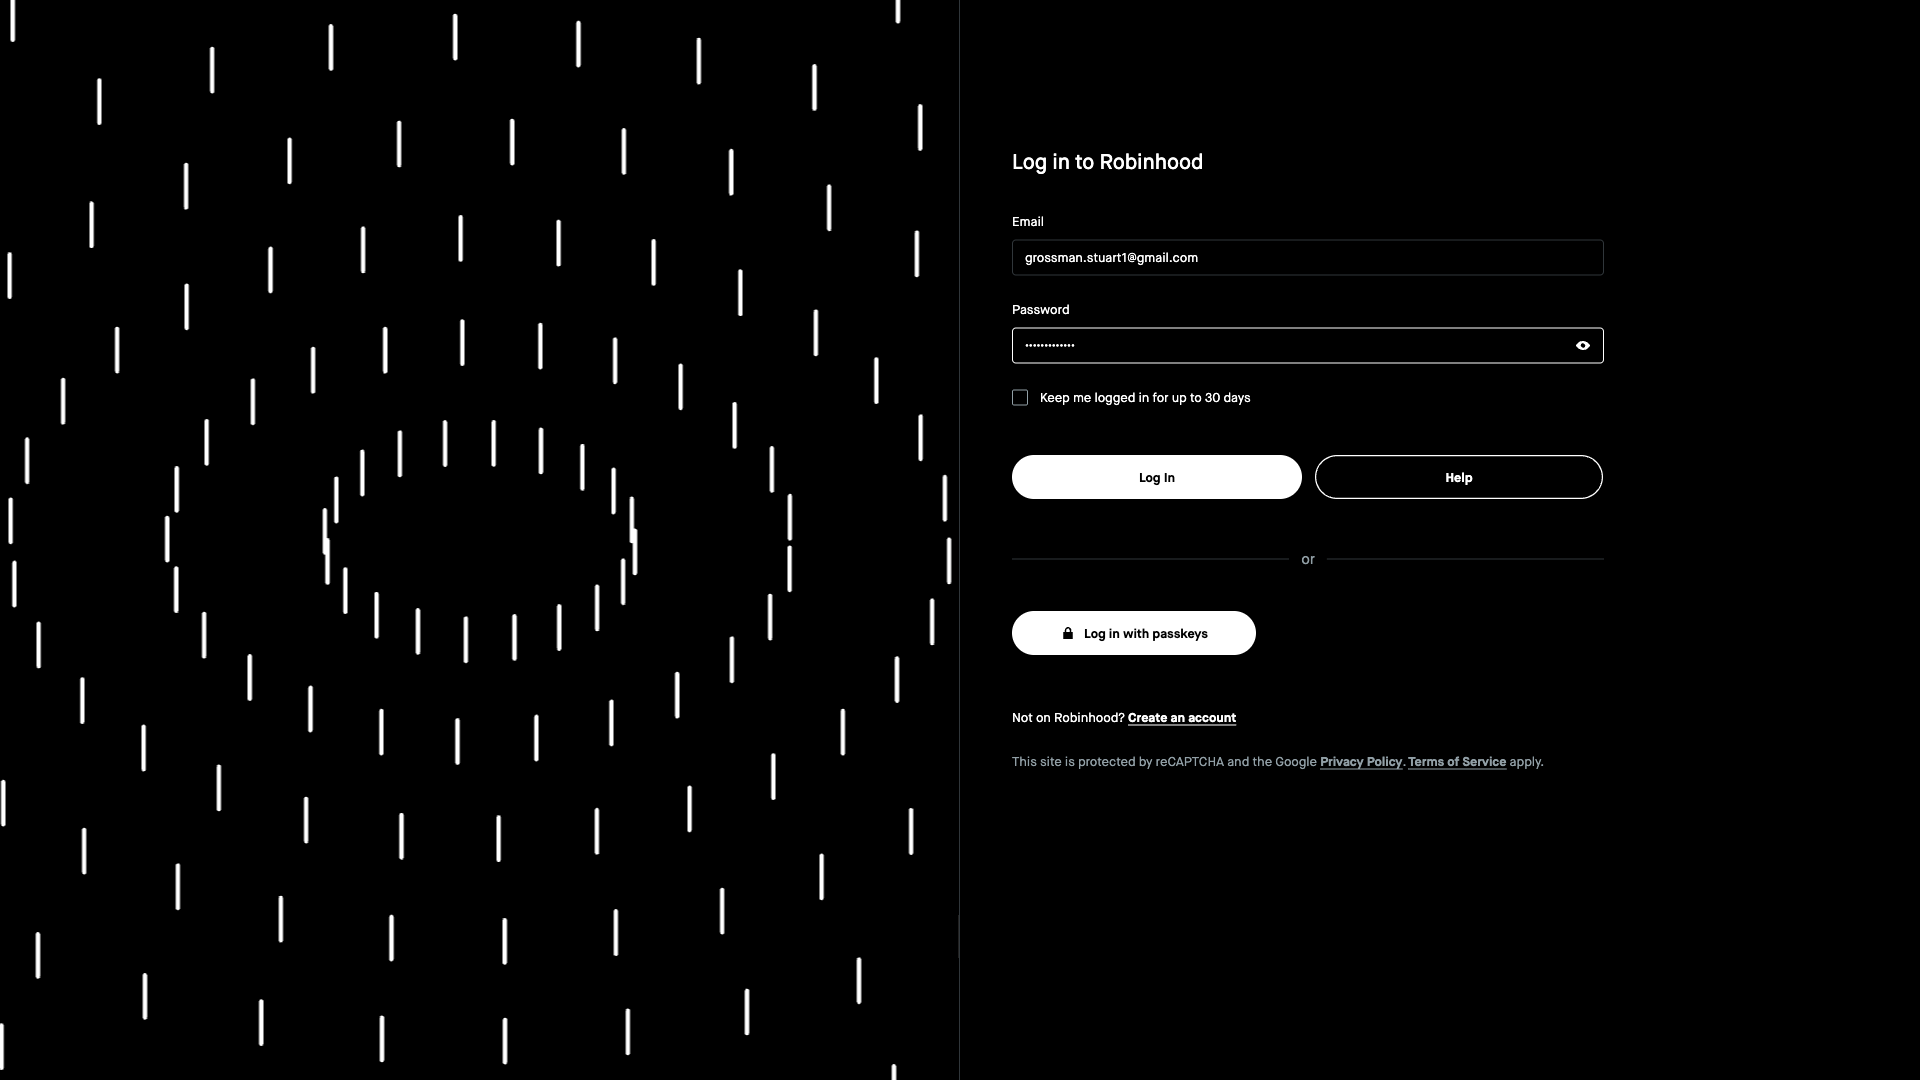 Log in to Robinhood
Email
grossman.stuart1@gmail.com
Password
•••••••••••••
Keep me logged in for up to 30 days
Log In
Help
or
Log in with passkeys
Not on Robinhood? Create an account
This site is protected by reCAPTCHA and the Google Privacy Policy. Terms of Service apply.